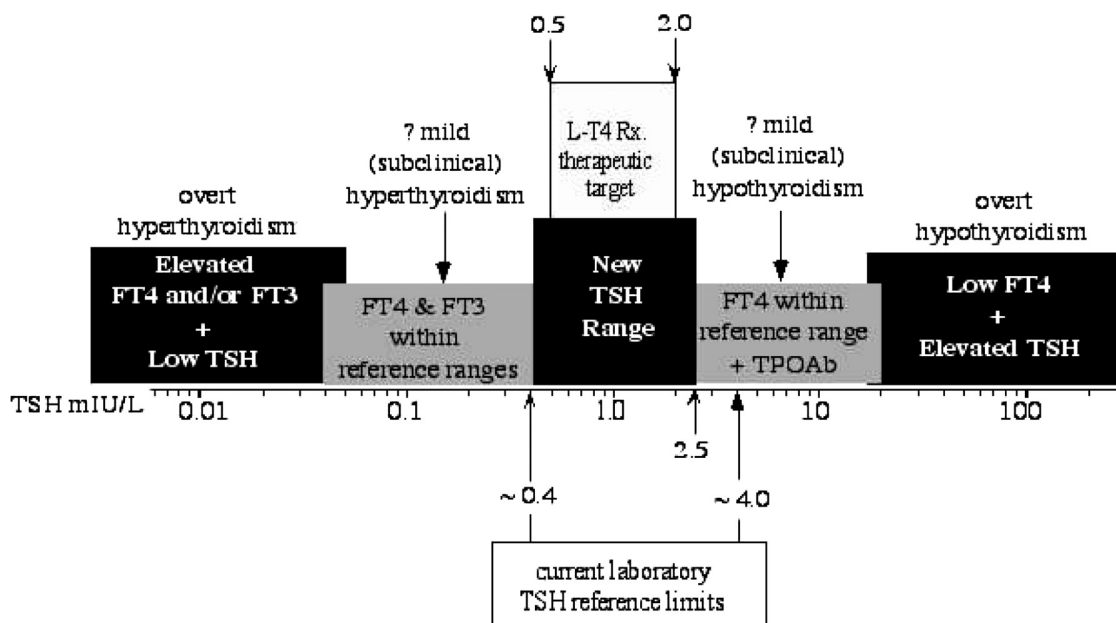 0.5
2.0
L-T4 Rx.
therapeutic
target
? mild
(subclinical)
hyperthyroidism
? mild
(subclinical)
hypothyroidism
overt
hyperthyroidism
overt
hypothyroidism
Elevated
FT4 and/or FT3
+
Low TSH
FT4 & FT3
within
reference ranges
New
TSH
Range
FT4 within
reference range
+ TPOAb
Low FT4
+
Elevated TSH
TSH mIU/L
0.01
0.1
1.0
10
100
2.5
~ 0.4
~ 4.0
current laboratory
TSH reference limits